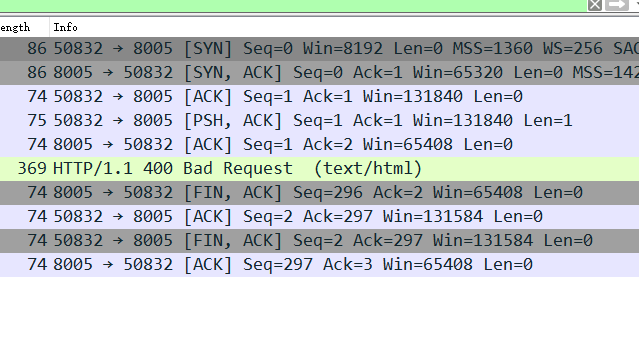 ength Info
86 50832 → 8005 [SYN] Seq=0 Win=8192 Len=0 MSS=1360 WS=256 SAC
86 8005 → 50832 [SYN, ACK] Seq=0 Ack=1 Win=65320 Len=0 MSS=142
74 50832 → 8005 [ACK] Seq=1 Ack=1 Win=131840 Len=0
75 50832 → 8005 [PSH, ACK] Seq=1 Ack=1 Win=131840 Len=1
74 8005 → 50832 [ACK] Seq=1 Ack=2 Win=65408 Len=0
369 HTTP/1.1 400 Bad Request (text/html)
74 8005 → 50832 [FIN, ACK] Seq=296 Ack=2 Win=65408 Len=0
74 50832 → 8005 [ACK] Seq=2 Ack=297 Win=131584 Len=0
74 50832 → 8005 [FIN, ACK] Seq=2 Ack=297 Win=131584 Len=0
74 8005 → 50832 [ACK] Seq=297 Ack=3 Win=65408 Len=0